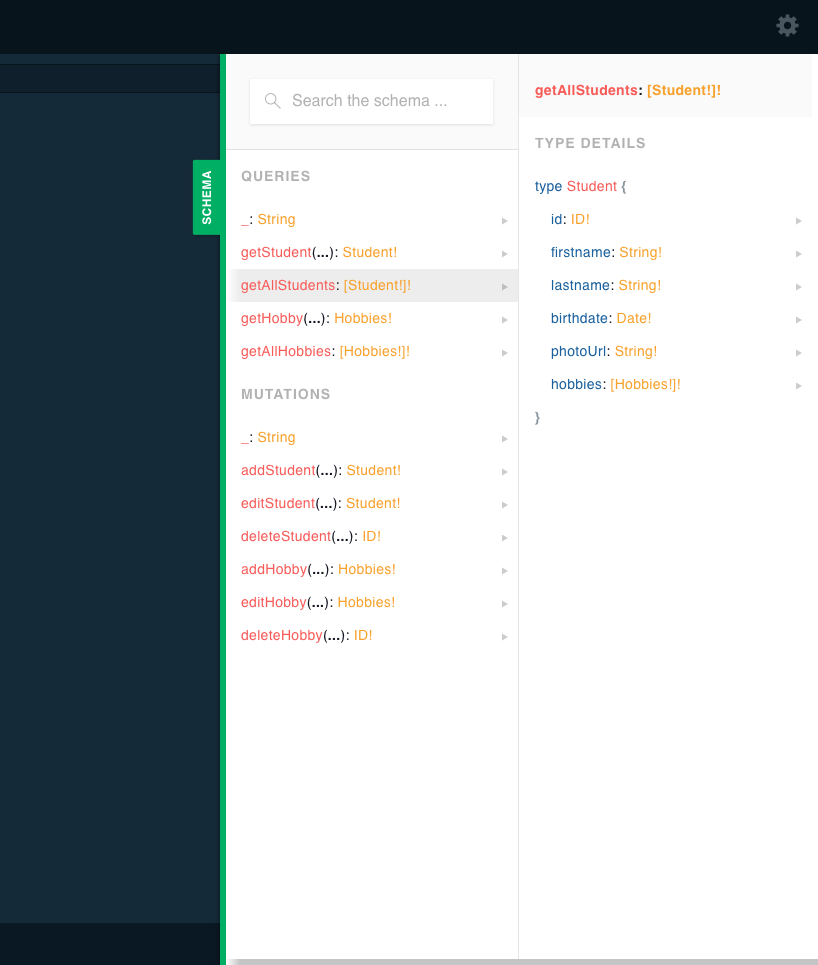 SCHEMA
Search the schema ...
QUERIES
_: String
getStudent(...): Student!
getAllStudents: [Student!]!
getHobby(...): Hobbies!
getAllHobbies: [Hobbies!]!
MUTATIONS
_: String
addStudent(...): Student!
editStudent(...): Student!
deleteStudent(...): ID!
addHobby(...): Hobbies!
editHobby(...): Hobbies!
deleteHobby(...): ID!
getAllStudents: [Student!]!
TYPE DETAILS
type Student {
id: ID!
firstname: String!
lastname: String!
birthdate: Date!
photoUrl: String!
hobbies: [Hobbies!]!
}